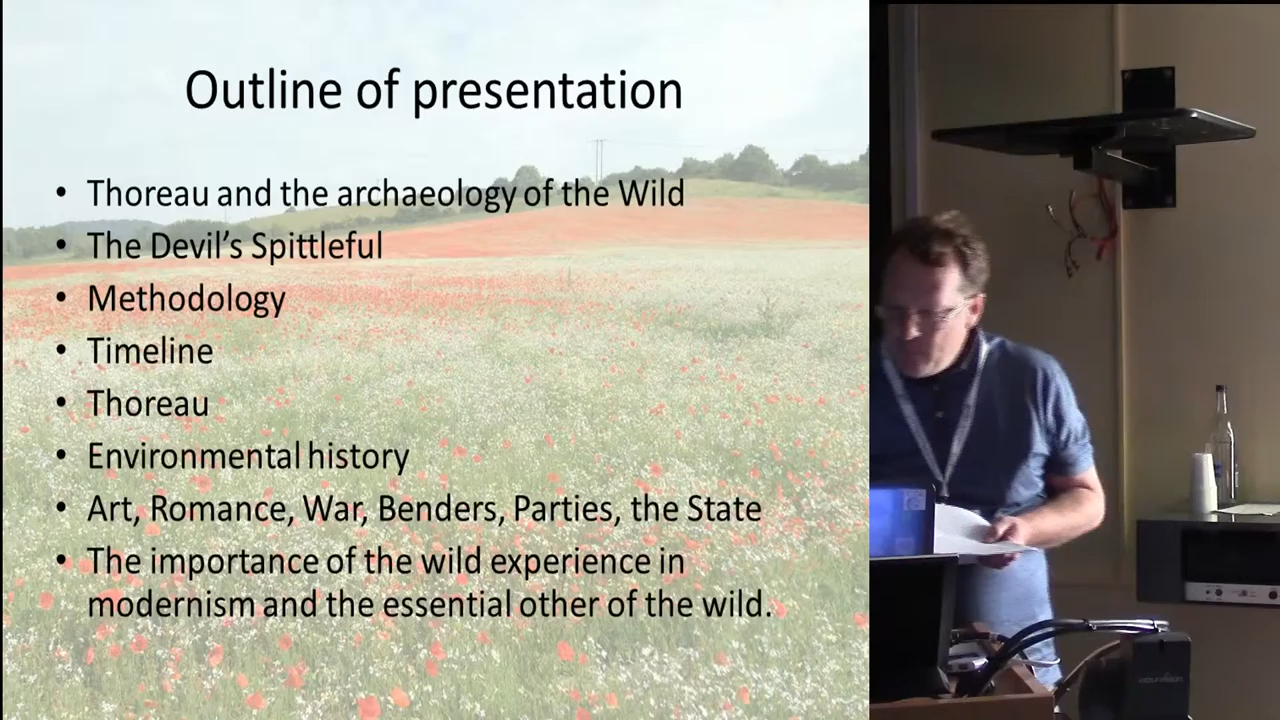 Outline of presentation
• Thoreau and the archaeology of the Wild
• The Devil's Spittleful
• Methodology
• Timeline
• Thoreau
• Environmental history
• Art, Romance, War, Benders, Parties, the State
• The importance of the wild experience in
modernism and the essential other of the wild.